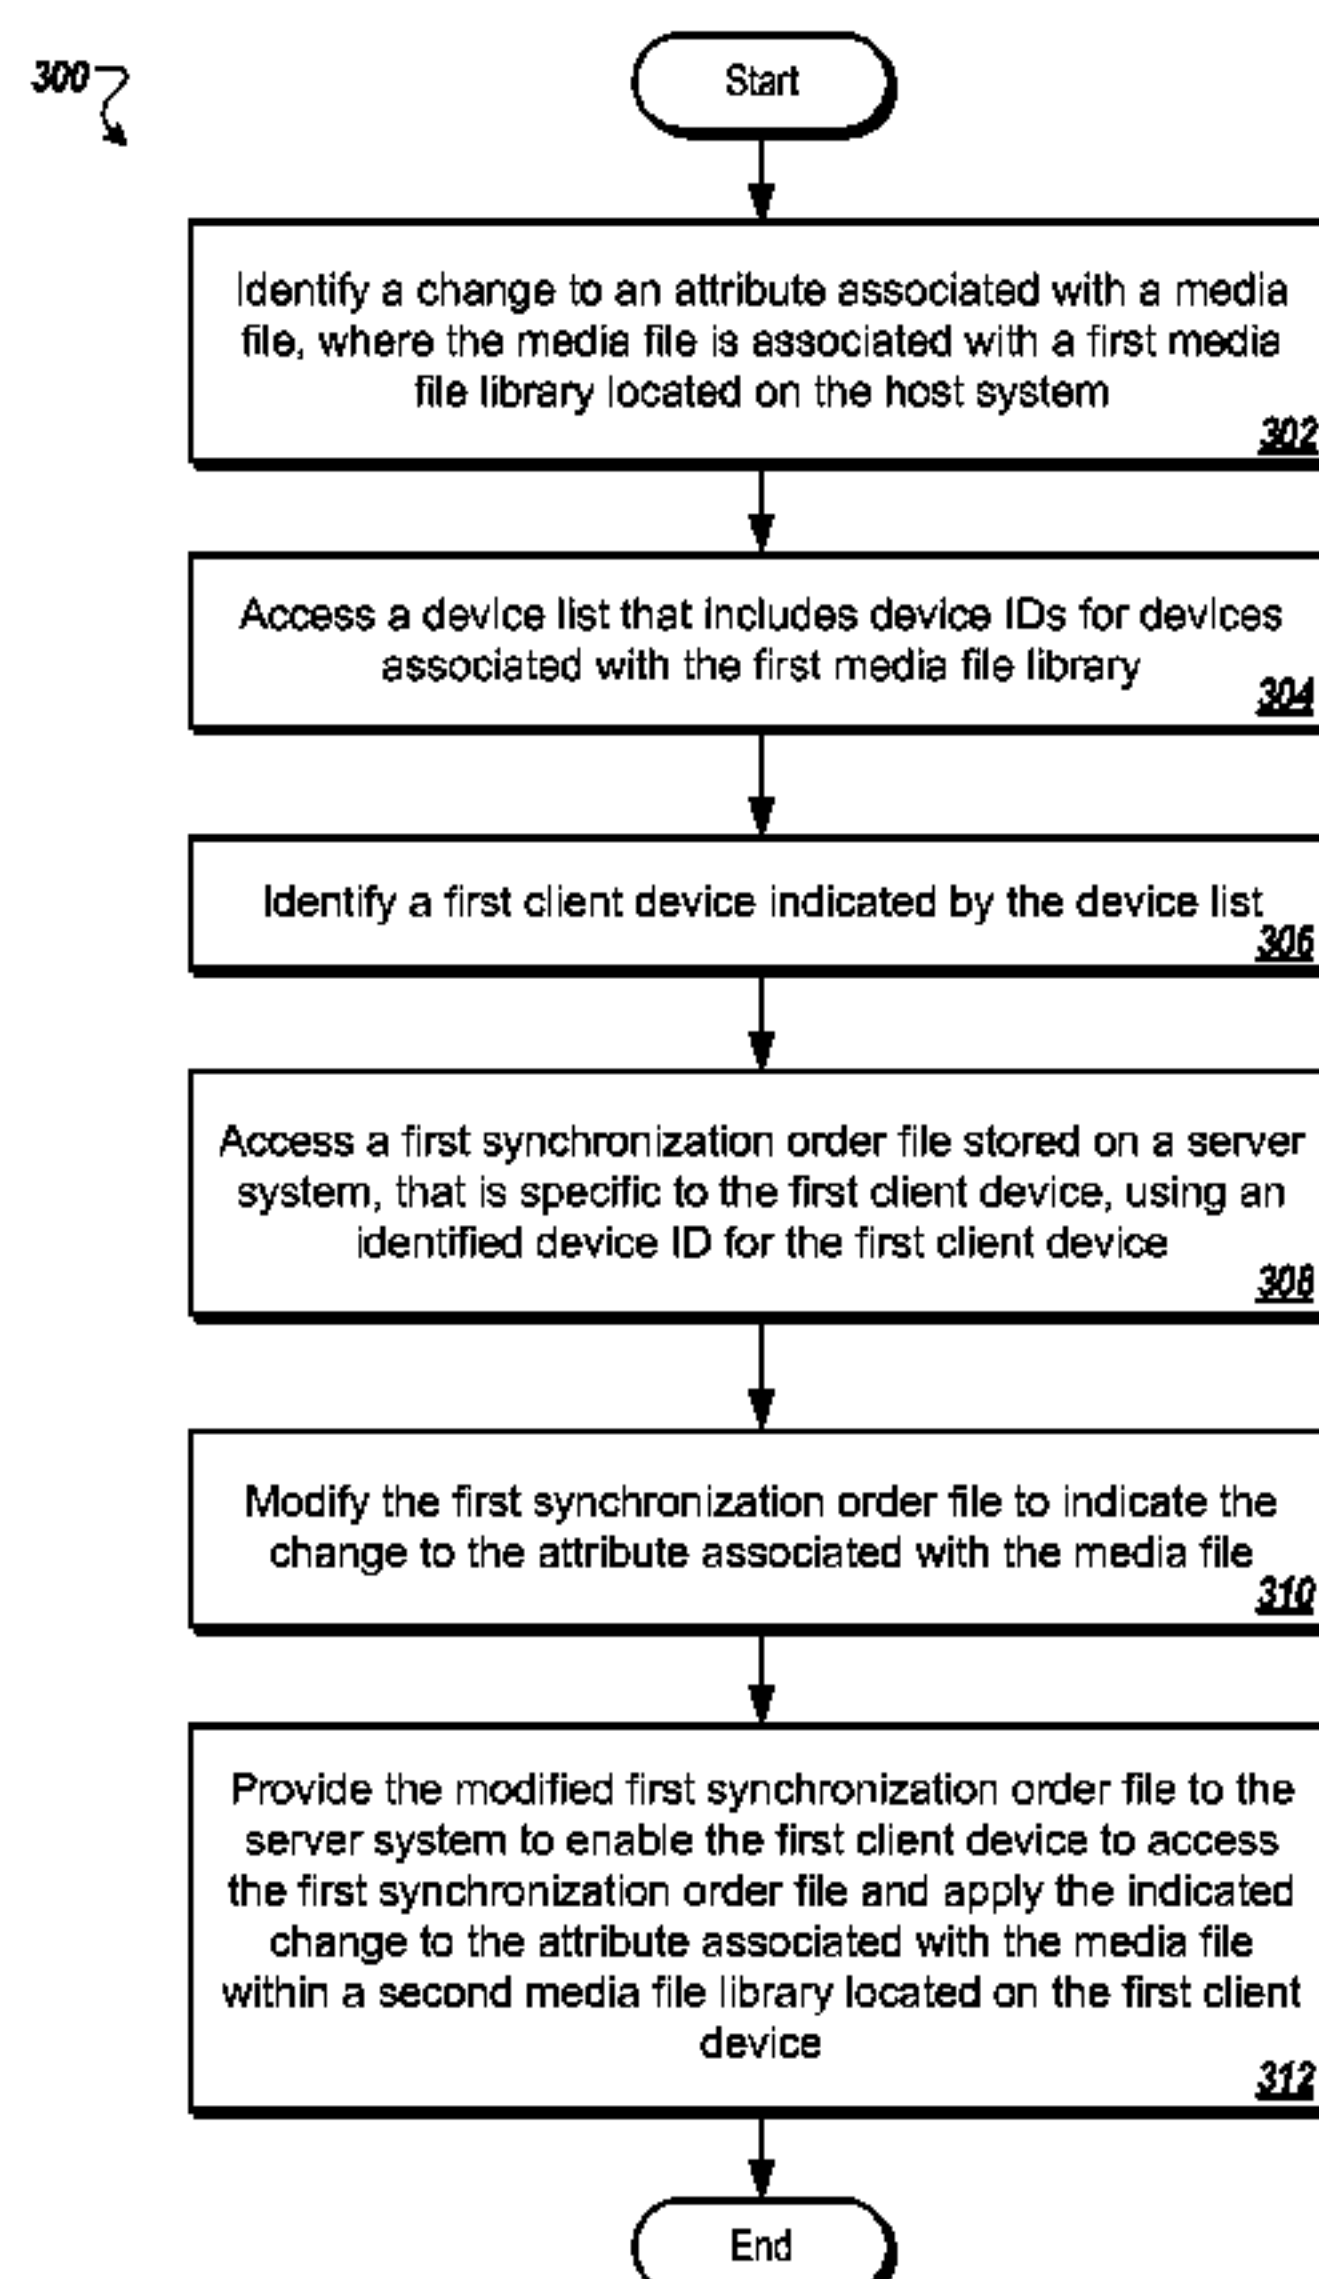 300
Start
Identify a change to an attribute associated with a media
file, where the media file is associated with a first media
file library located on the host system
302
Access a device list that includes device IDs for devices
associated with the first media file library
304
Identify a first client device indicated by the device list
306
Access a first synchronization order file stored on a server
system, that is specific to the first client device, using an
identified device ID for the first client device
308
Modify the first synchronization order file to indicate the
change to the attribute associated with the media file
310
Provide the modified first synchronization order file to the
server system to enable the first client device to access
the first synchronization order file and apply the indicated
change to the attribute associated with the media file
within a second media file library located on the first client
device
312
End